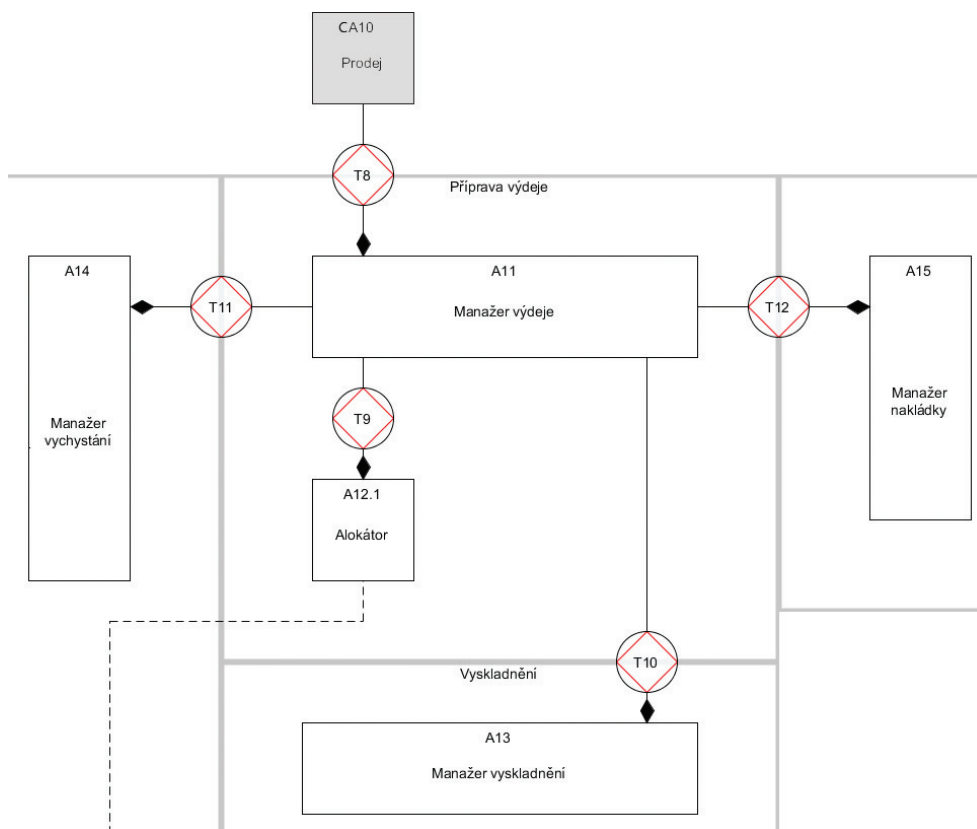 CA10
Prodej
T8
Příprava výdeje
A14
A11
A15
T11
Manažer výdeje
T12
Manažer
nakládky
Manažer
vychystání
T9
A12.1
Alokátor
T10
Vyskladnění
A13
Manažer vyskladnění